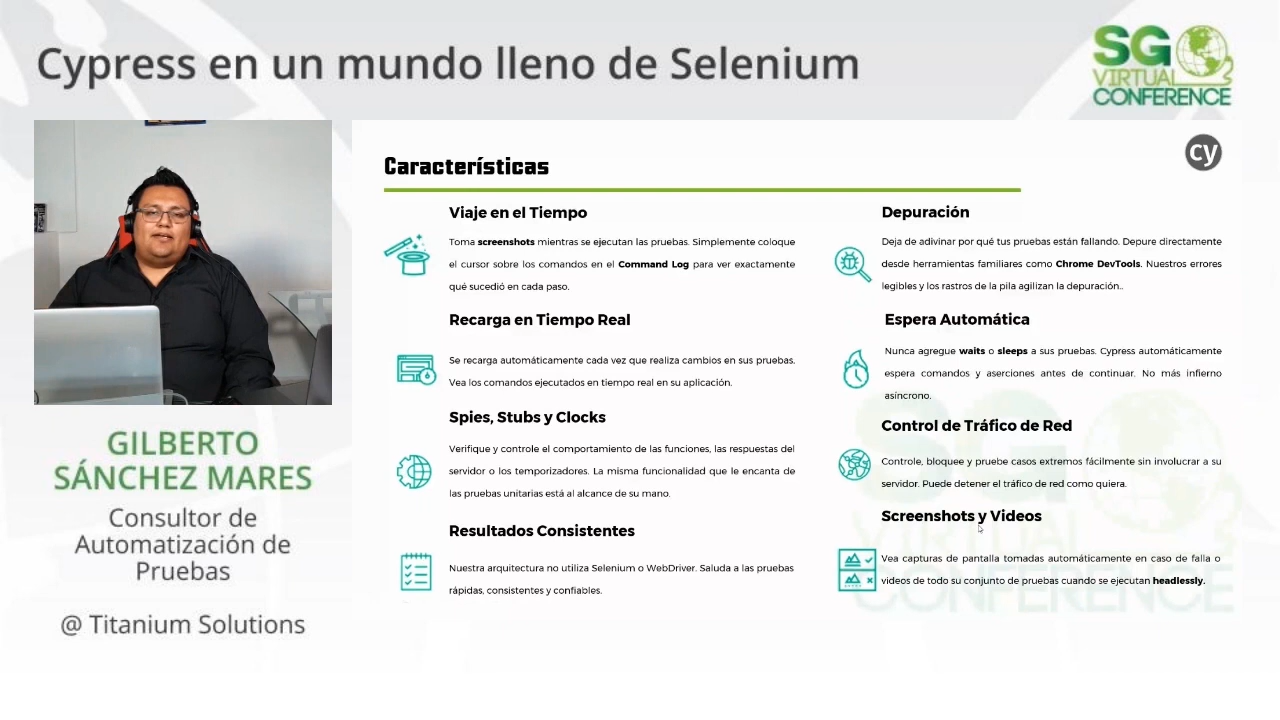 Cypress en un mundo lleno de Selenium
SG
VIRTUAL
CONFERENCE
GILBERTO
SÁNCHEZ MARES
Consultor de
Automatización de
Pruebas
@ Titanium Solutions
cy
Características
Viaje en el Tiempo
Toma screenshots mientras se ejecutan las pruebas. Simplemente coloque
el cursor sobre los comandos en el Command Log para ver exactamente
qué sucedió en cada paso.
Recarga en Tiempo Real
Se recarga automáticamente cada vez que realiza cambios en sus pruebas.
Vea los comandos ejecutados en tiempo real en su aplicación.
Spies, Stubs y Clocks
Verifique y controle el comportamiento de las funciones, las respuestas del
servidor o los temporizadores. La misma funcionalidad que le encanta de
las pruebas unitarias está al alcance de su mano.
Resultados Consistentes
Nuestra arquitectura no utiliza Selenium o WebDriver. Saluda a las pruebas
rápidas, consistentes y confiables.
Depuración
Deja de adivinar por qué tus pruebas están fallando. Depure directamente
desde herramientas familiares como Chrome DevTools. Nuestros errores
legibles y los rastros de la pila agilizan la depuración..
Espera Automática
Nunca agregue waits o sleeps a sus pruebas. Cypress automáticamente
espera comandos y aserciones antes de continuar. No más infierno
asíncrono.
Control de Tráfico de Red
Controle, bloquee y pruebe casos extremos fácilmente sin involucrar a su
servidor. Puede detener el tráfico de red como quiera.
Screenshots y Videos
Vea capturas de pantalla tomadas automáticamente en caso de falla o
videos de todo su conjunto de pruebas cuando se ejecutan headlessly.
SG
VIRTUAL
CONFERENCE